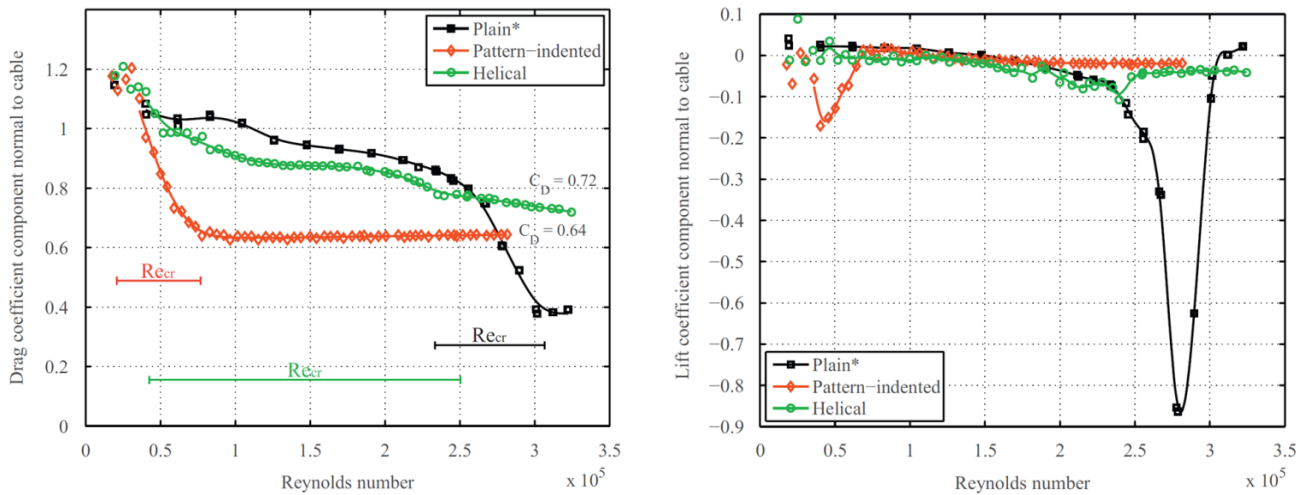 Drag coefficient component normal to cable
1.2
1
0.8
0.6
0.4
0.2
0
Plain*
Pattern−indented
Helical
C_D = 0.72
C_D = 0.64
Recr
Recr
Recr
0 0.5 1 1.5 2 2.5 3 3.5
Reynolds number
x 10^5
Lift coefficient component normal to cable
0.1
0
−0.1
−0.2
−0.3
−0.4
−0.5
−0.6
−0.7
−0.8
−0.9
Plain*
Pattern−indented
Helical
0 0.5 1 1.5 2 2.5 3 3.5
Reynolds number
x 10^5